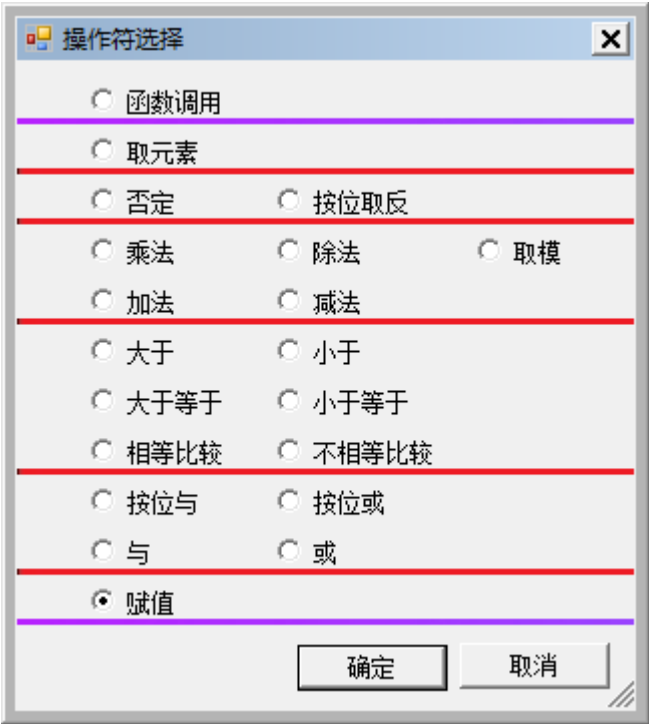 操作符选择
函数调用
取元素
否定 按位取反
乘法 除法 取模
加法 减法
大于 小于
大于等于 小于等于
相等比较 不相等比较
按位与 按位或
与 或
赋值
确定 取消